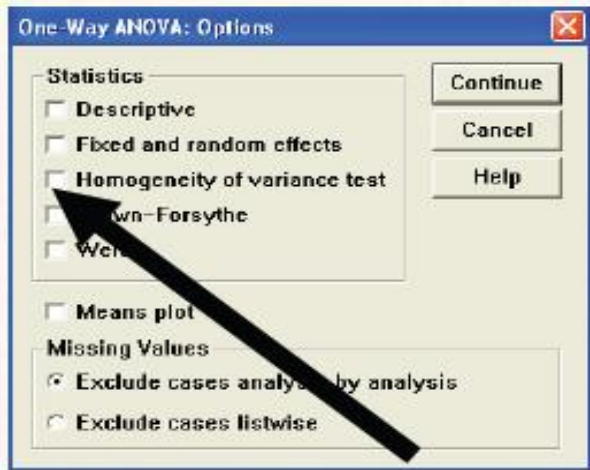 One-Way ANOVA: Options
Statistics
Descriptive
Fixed and random effects
Homogeneity of variance test
Means plot
Missing Values
Exclude cases by analysis
Exclude cases listwise
Continue
Cancel
Help